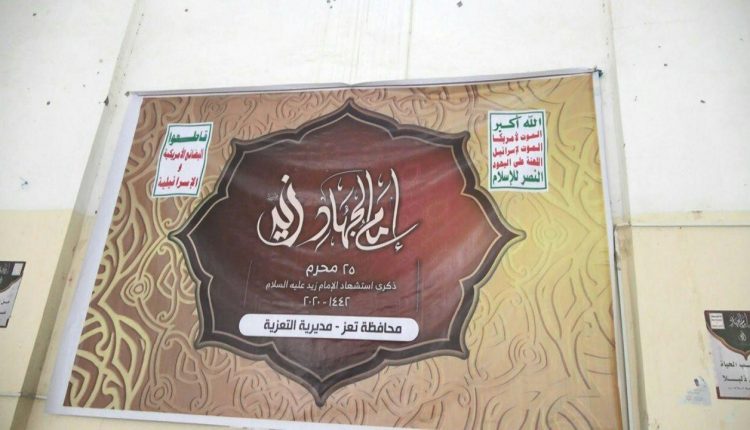 الله أكبر
الموت لأمريكا
الموت لإسرائيل
اللعنة على اليهود
النصر للإسلام
قاطعوا
البضائع الأمريكية
و
الإسرائيلية
إمام الجهاد زيد
٢٥ محرم
ذكرى استشهاد الإمام زيد عليه السلام
١٤٤٢-٢٠٢٠
محافظة تعز - مديرية التعزية